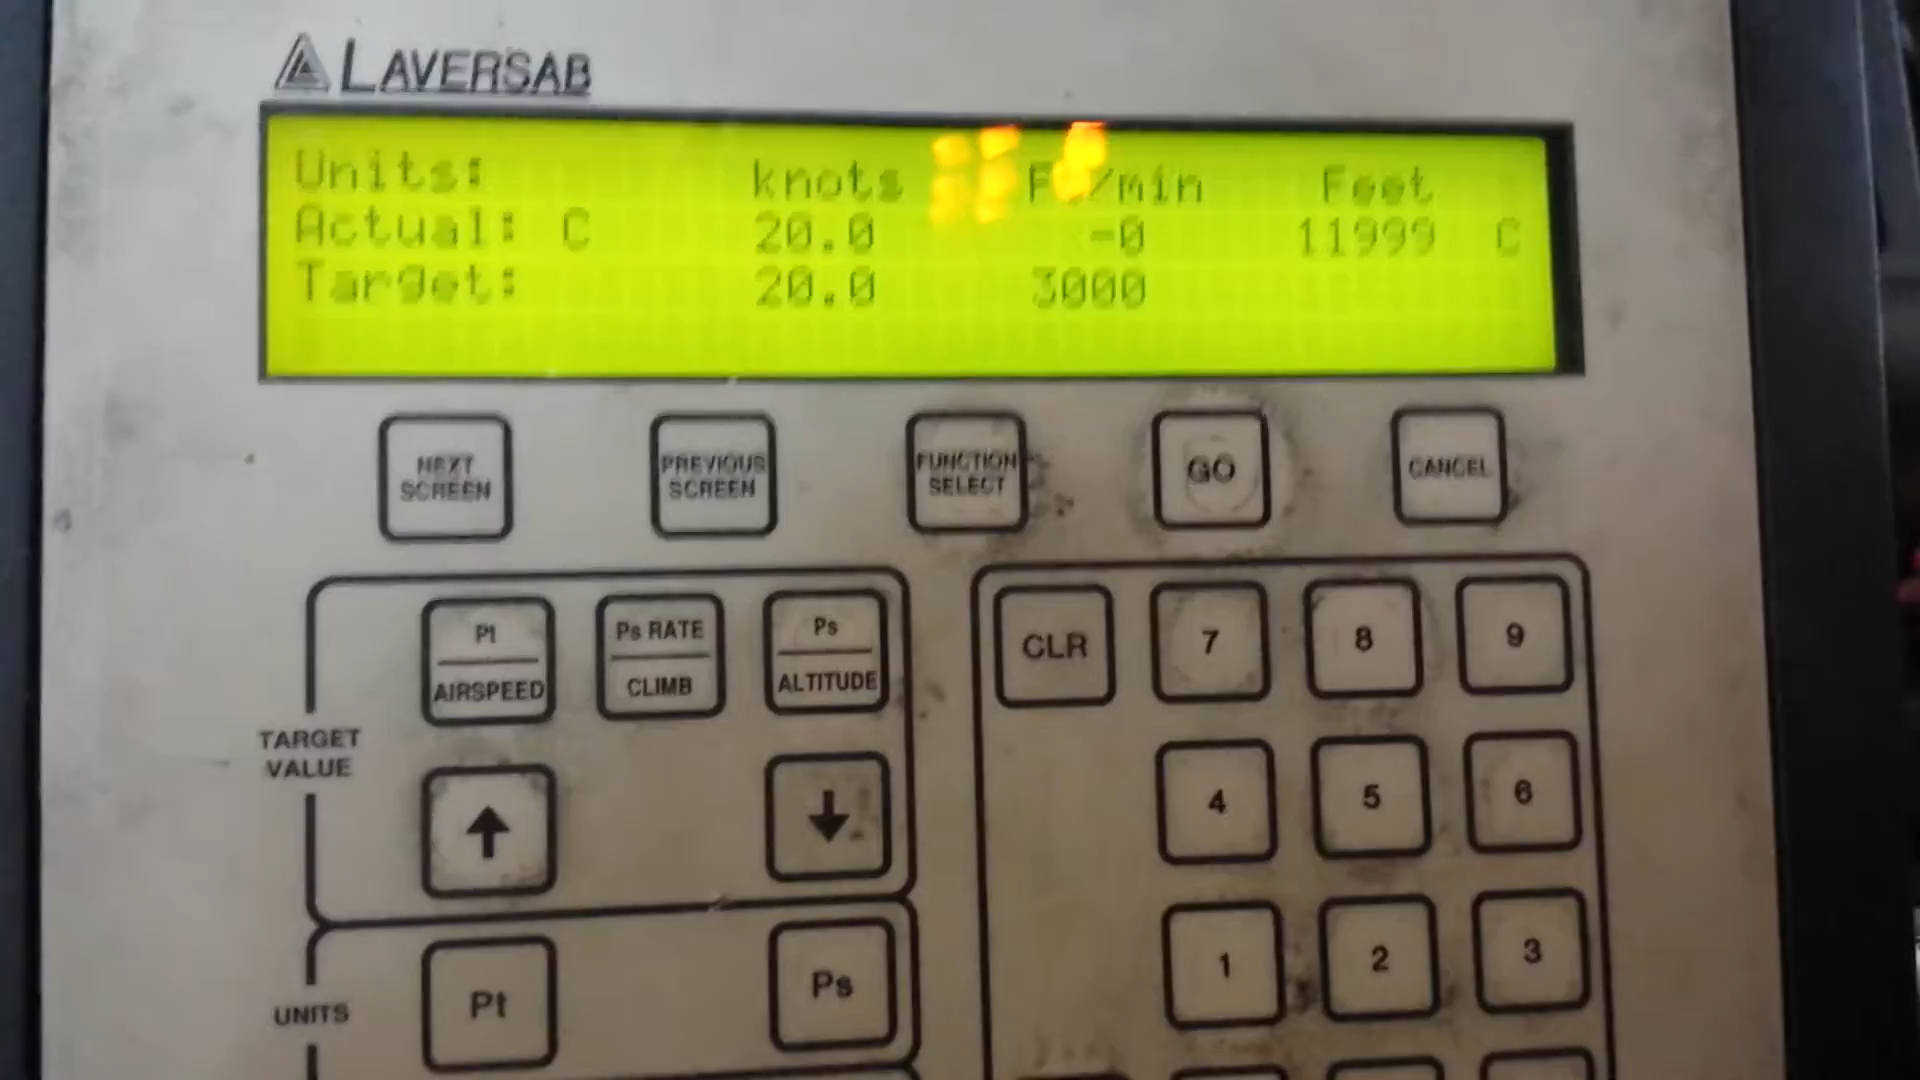 LAVERSAB
Units: knots Ft/min Feet
Actual: C 20.0 -0 11999 C
Target: 20.0 3000
NEXT SCREEN
PREVIOUS SCREEN
FUNCTION SELECT
GO
CANCEL
Pt AIRSPEED
Ps RATE CLIMB
Ps ALTITUDE
CLR
7
8
9
TARGET VALUE
4
5
6
UNITS
Pt
Ps
1
2
3